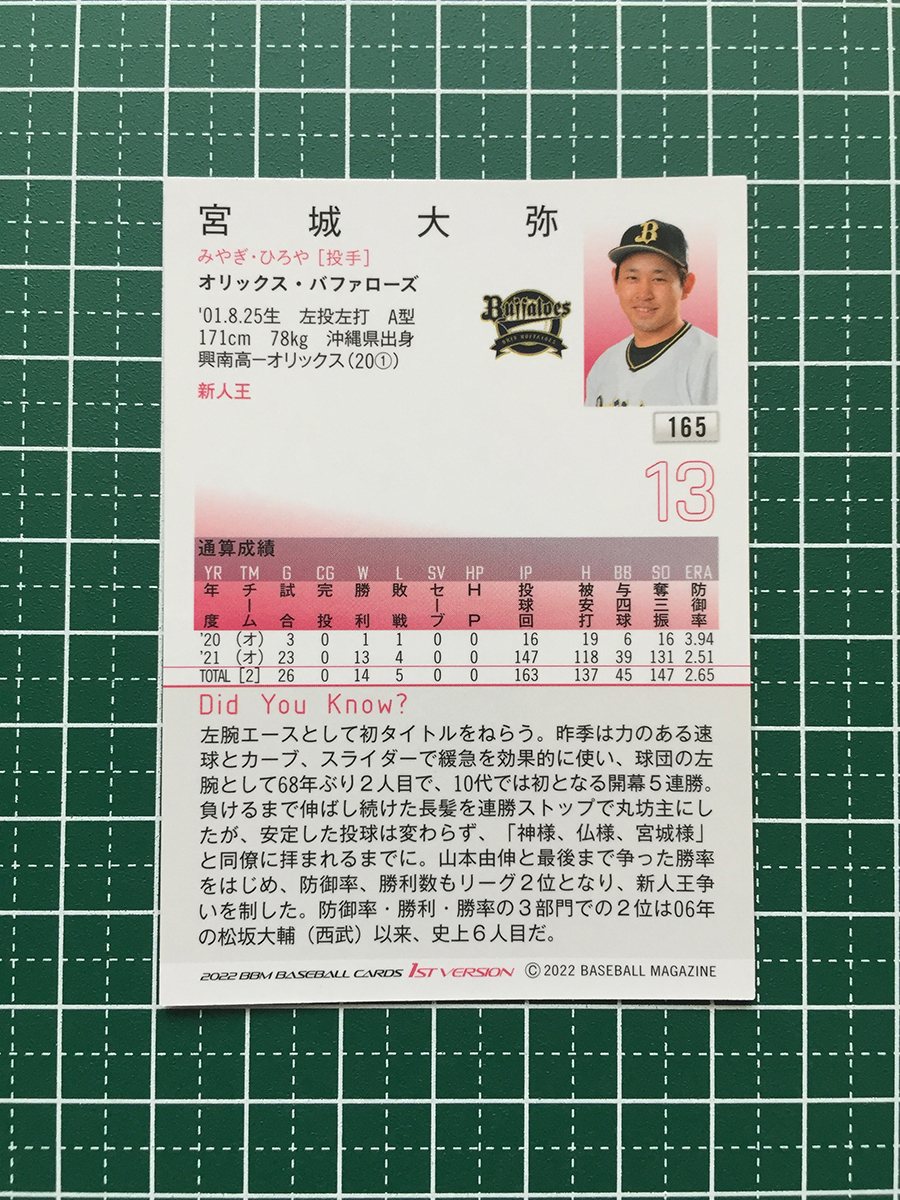 宮城大弥
みやぎ・ひろや [投手]
オリックス・バファローズ
'01.8.25生 左投左打 A型
171cm 78kg 沖縄県出身
興南高ーオリックス(20①)
新人王
B
Buffaloes
ORIX BUFFALOES
165
13
通算成績
YR TM G CG W L SV HP IP H BB SO ERA
年度 チーム 試合 完投 勝利 敗戦 セーブ HP 投球回 被安打 与四球 奪三振 防御率
'20 (オ) 3 0 1 1 0 0 16 19 6 16 3.94
'21 (オ) 23 0 13 4 0 0 147 118 39 131 2.51
TOTAL [2] 26 0 14 5 0 0 163 137 45 147 2.65
Did You Know?
左腕エースとして初タイトルをねらう。昨季は力のある速
球とカーブ、スライダーで緩急を効果的に使い、球団の左
腕として68年ぶり2人目で、10代では初となる開幕5連勝。
負けるまで伸ばし続けた長髪を連勝ストップで丸坊主にし
たが、安定した投球は変わらず、「神様、仏様、宮城様」
と同僚に拝まれるまでに。山本由伸と最後まで争った勝率
をはじめ、防御率、勝利数もリーグ2位となり、新人王争
いを制した。防御率・勝利・勝率の3部門での2位は06年
の松坂大輔(西武)以来、史上6人目だ。
2022 BBM BASEBALL CARDS 1ST VERSION ©2022 BASEBALL MAGAZINE